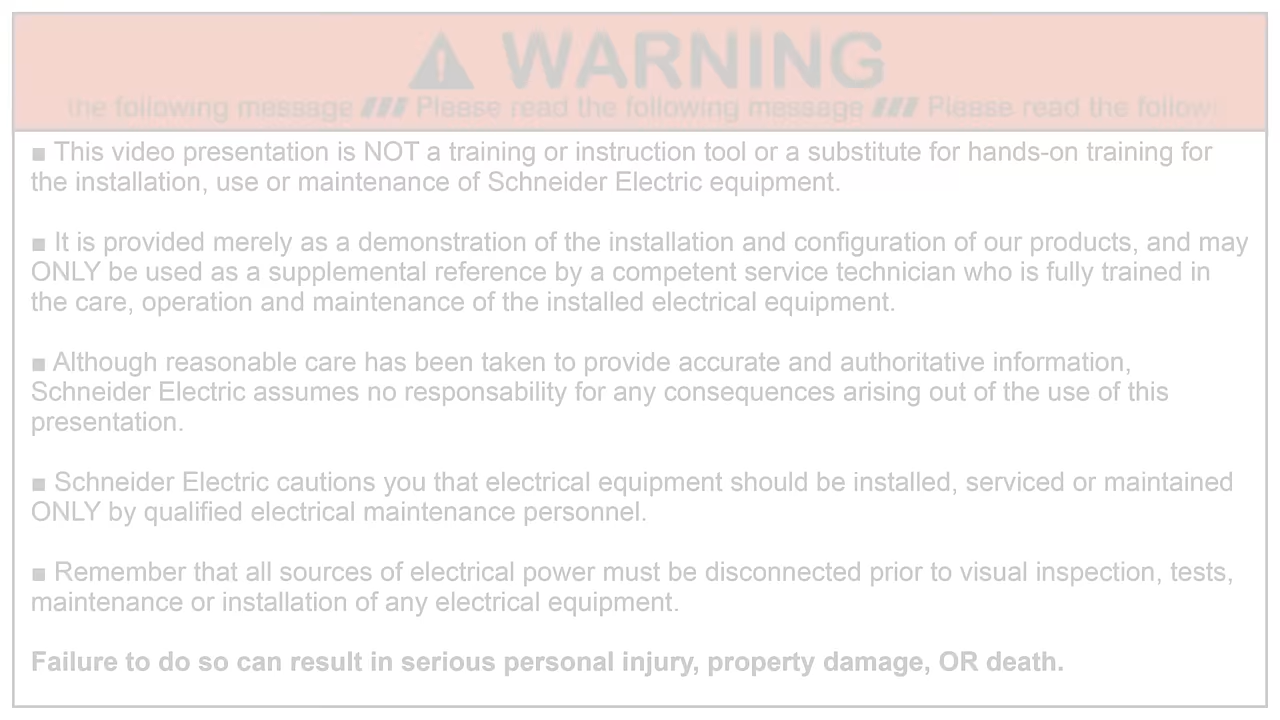 WARNING
the following message /// Please read the following message /// Please read the follow
■ This video presentation is NOT a training or instruction tool or a substitute for hands-on training for
the installation, use or maintenance of Schneider Electric equipment.
■ It is provided merely as a demonstration of the installation and configuration of our products, and may
ONLY be used as a supplemental reference by a competent service technician who is fully trained in
the care, operation and maintenance of the installed electrical equipment.
■ Although reasonable care has been taken to provide accurate and authoritative information,
Schneider Electric assumes no responsability for any consequences arising out of the use of this
presentation.
■ Schneider Electric cautions you that electrical equipment should be installed, serviced or maintained
ONLY by qualified electrical maintenance personnel.
■ Remember that all sources of electrical power must be disconnected prior to visual inspection, tests,
maintenance or installation of any electrical equipment.
Failure to do so can result in serious personal injury, property damage, OR death.